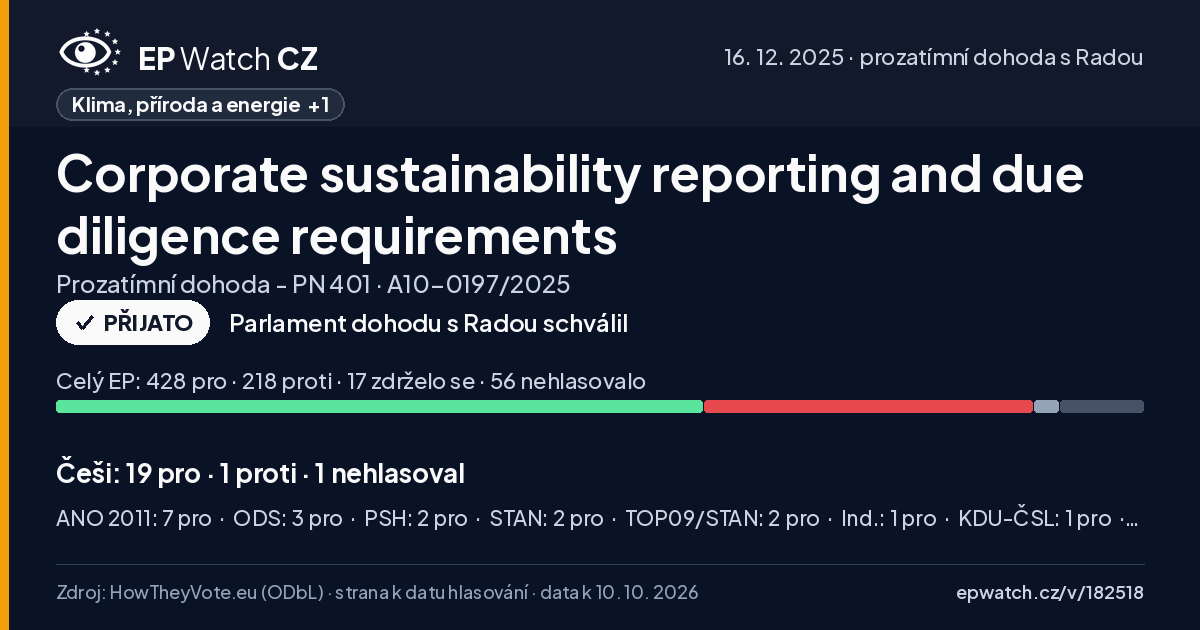 EP Watch CZ
16. 12. 2025 · prozatímní dohoda s Radou
Klima, příroda a energie +1
Corporate sustainability reporting and due
diligence requirements
Prozatímní dohoda – PN 401 · A10–0197/2025
✓ PŘIJATO Parlament dohodu s Radou schválil
Celý EP: 428 pro · 218 proti · 17 zdrželo se · 56 nehlasovalo
Češi: 19 pro · 1 proti · 1 nehlasoval
ANO 2011: 7 pro · ODS: 3 pro · PSH: 2 pro · STAN: 2 pro · TOP09/STAN: 2 pro · Ind.: 1 pro · KDU-ČSL: 1 pro ·…
Zdroj: HowTheyVote.eu (ODbL) · strana k datu hlasování · data k 10. 10. 2026
epwatch.cz/v/182518